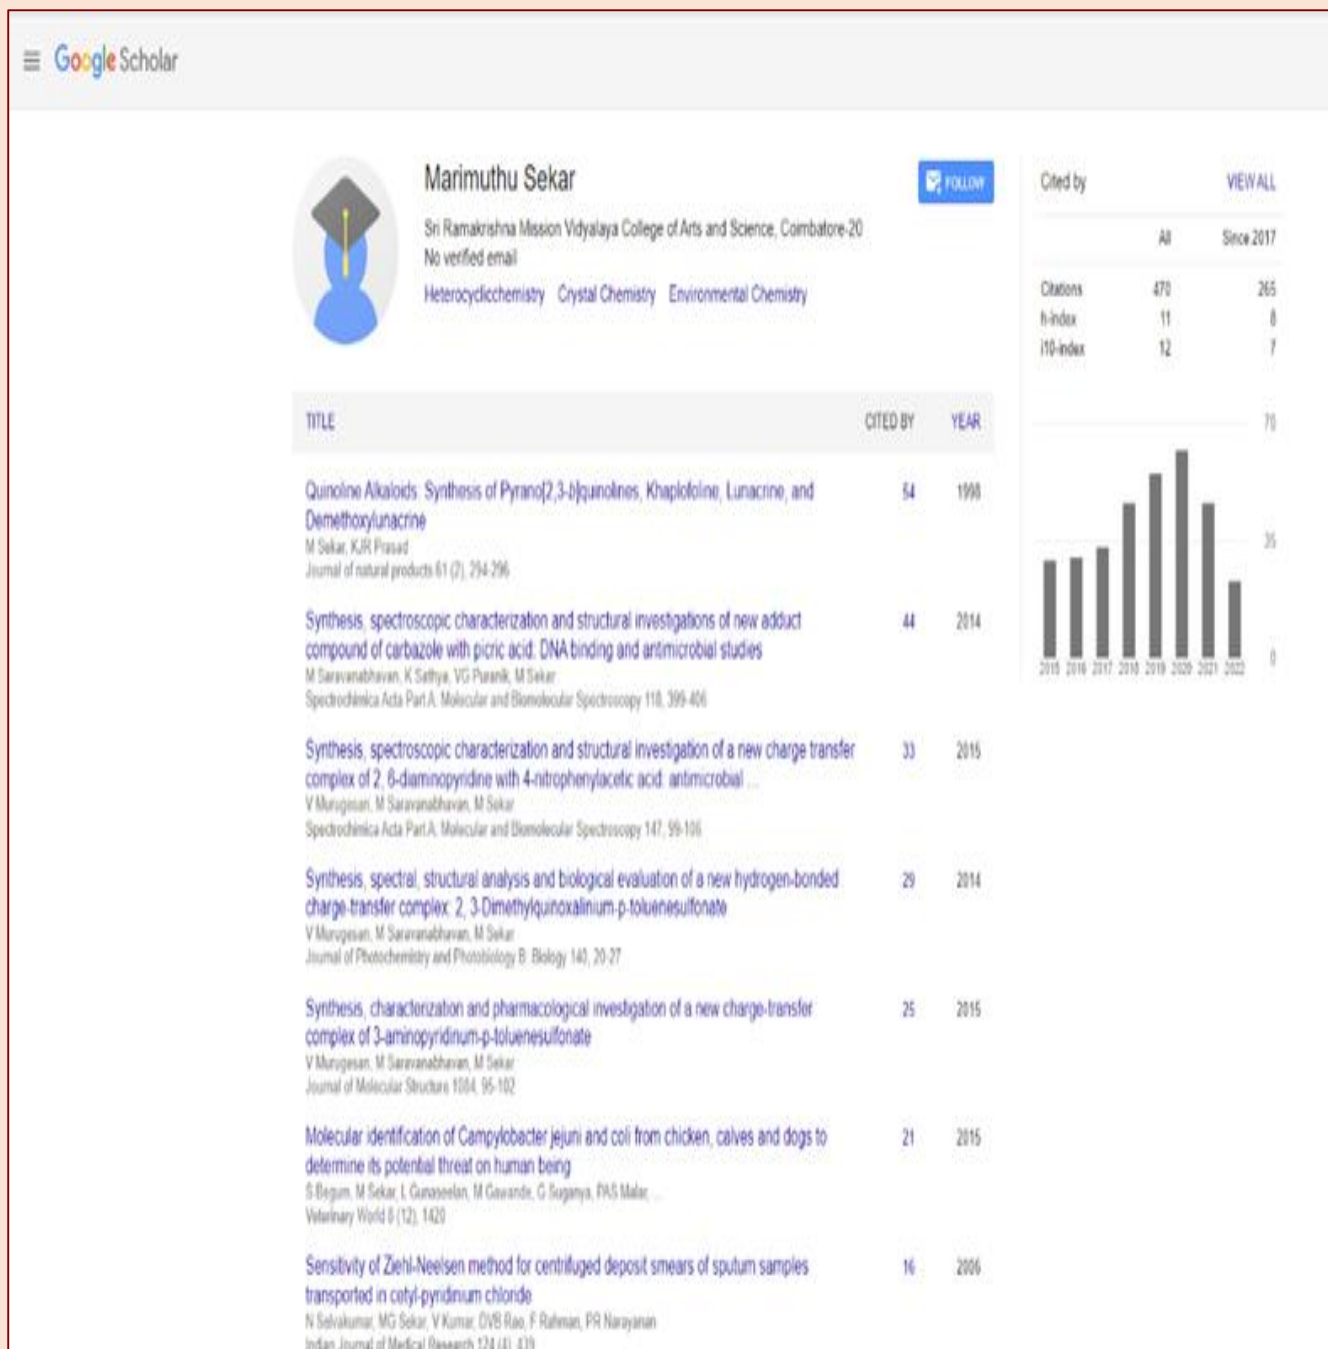 Google Scholar
Marimuthu Sekar
FOLLOW
Sri Ramakrishna Mission Vidyalaya College of Arts and Science, Coimbatore-20
No verified email
Heterocyclicchemistry Crystal Chemistry Environmental Chemistry
TITLE CITED BY YEAR
Quinoline Alkaloids: Synthesis of Pyrano[2,3-b]quinolines, Khaplofoline, Lunacrine, and 54 1998
Demethoxylunacrine
M Sekar, KJR Prasad
Journal of natural products 61 (2), 294-296
Synthesis, spectroscopic characterization and structural investigations of new adduct 44 2014
compound of carbazole with picric acid: DNA binding and antimicrobial studies
M Saravanabhavan, K Sathya, VG Puranik, M Sekar
Spectrochimica Acta Part A: Molecular and Biomolecular Spectroscopy 118, 399-406
Synthesis, spectroscopic characterization and structural investigation of a new charge transfer 33 2015
complex of 2, 6-diaminopyridine with 4-nitrophenylacetic acid: antimicrobial ...
V Murugesan, M Saravanabhavan, M Sekar
Spectrochimica Acta Part A: Molecular and Biomolecular Spectroscopy 147, 99-106
Synthesis, spectral, structural analysis and biological evaluation of a new hydrogen-bonded 29 2014
charge-transfer complex: 2, 3-Dimethylquinoxalinium-p-toluenesulfonate
V Murugesan, M Saravanabhavan, M Sekar
Journal of Photochemistry and Photobiology B: Biology 140, 20-27
Synthesis, characterization and pharmacological investigation of a new charge-transfer 25 2015
complex of 3-aminopyridinum-p-toluenesulfonate
V Murugesan, M Saravanabhavan, M Sekar
Journal of Molecular Structure 1084, 95-102
Molecular identification of Campylobacter jejuni and coli from chicken, calves and dogs to 21 2015
determine its potential threat on human being
S Begum, M Sekar, L Gunaseelan, M Gawande, G Suganya, PAS Malar, ...
Veterinary World 8 (12), 1420
Sensitivity of Ziehl-Neelsen method for centrifuged deposit smears of sputum samples 16 2006
transported in cetyl-pyridinium chloride
N Selvakumar, MG Sekar, V Kumar, DVB Rao, F Rahman, PR Narayanan
Indian Journal of Medical Research 124 (4), 439
Cited by VIEW ALL
All Since 2017
Citations 470 265
h-index 11 8
i10-index 12 7
70
35
0
2015 2016 2017 2018 2019 2020 2021 2022